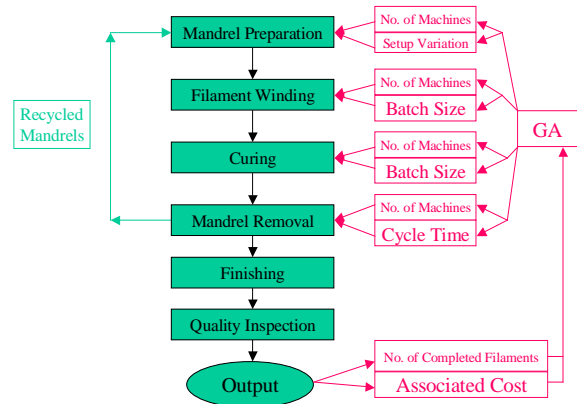 Mandrel Preparation
No. of Machines
Setup Variation
Filament Winding
No. of Machines
Batch Size
Recycled
Mandrels
GA
Curing
No. of Machines
Batch Size
Mandrel Removal
No. of Machines
Cycle Time
Finishing
Quality Inspection
Output
No. of Completed Filaments
Associated Cost